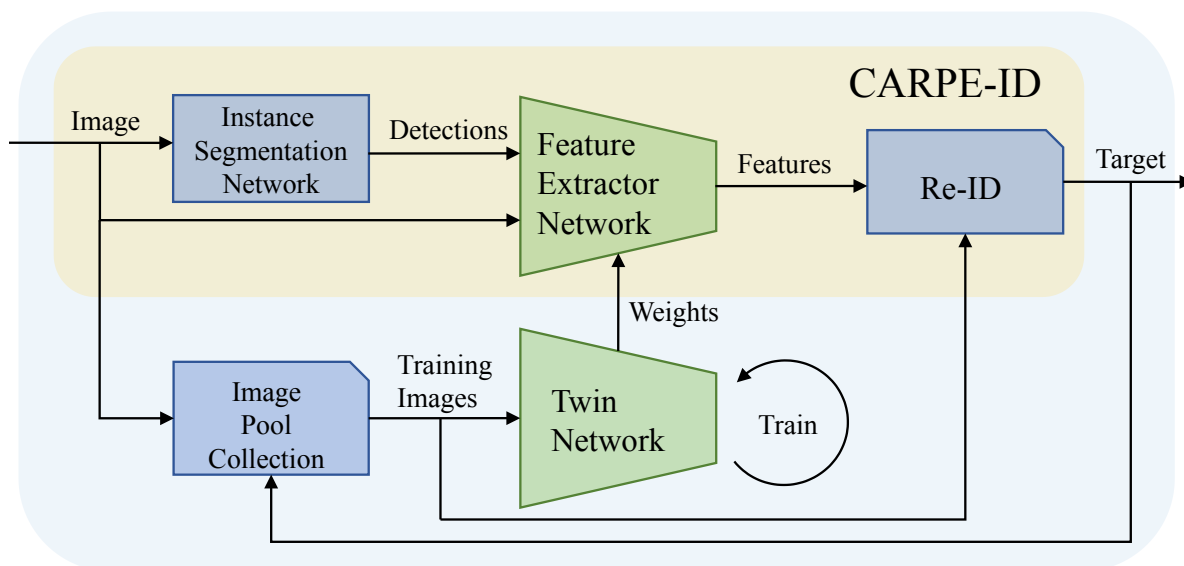 CARPE-ID
Image
Instance
Segmentation
Network
Detections
Feature
Extractor
Network
Features
Re-ID
Target
Weights
Image
Pool
Collection
Training
Images
Twin
Network
Train